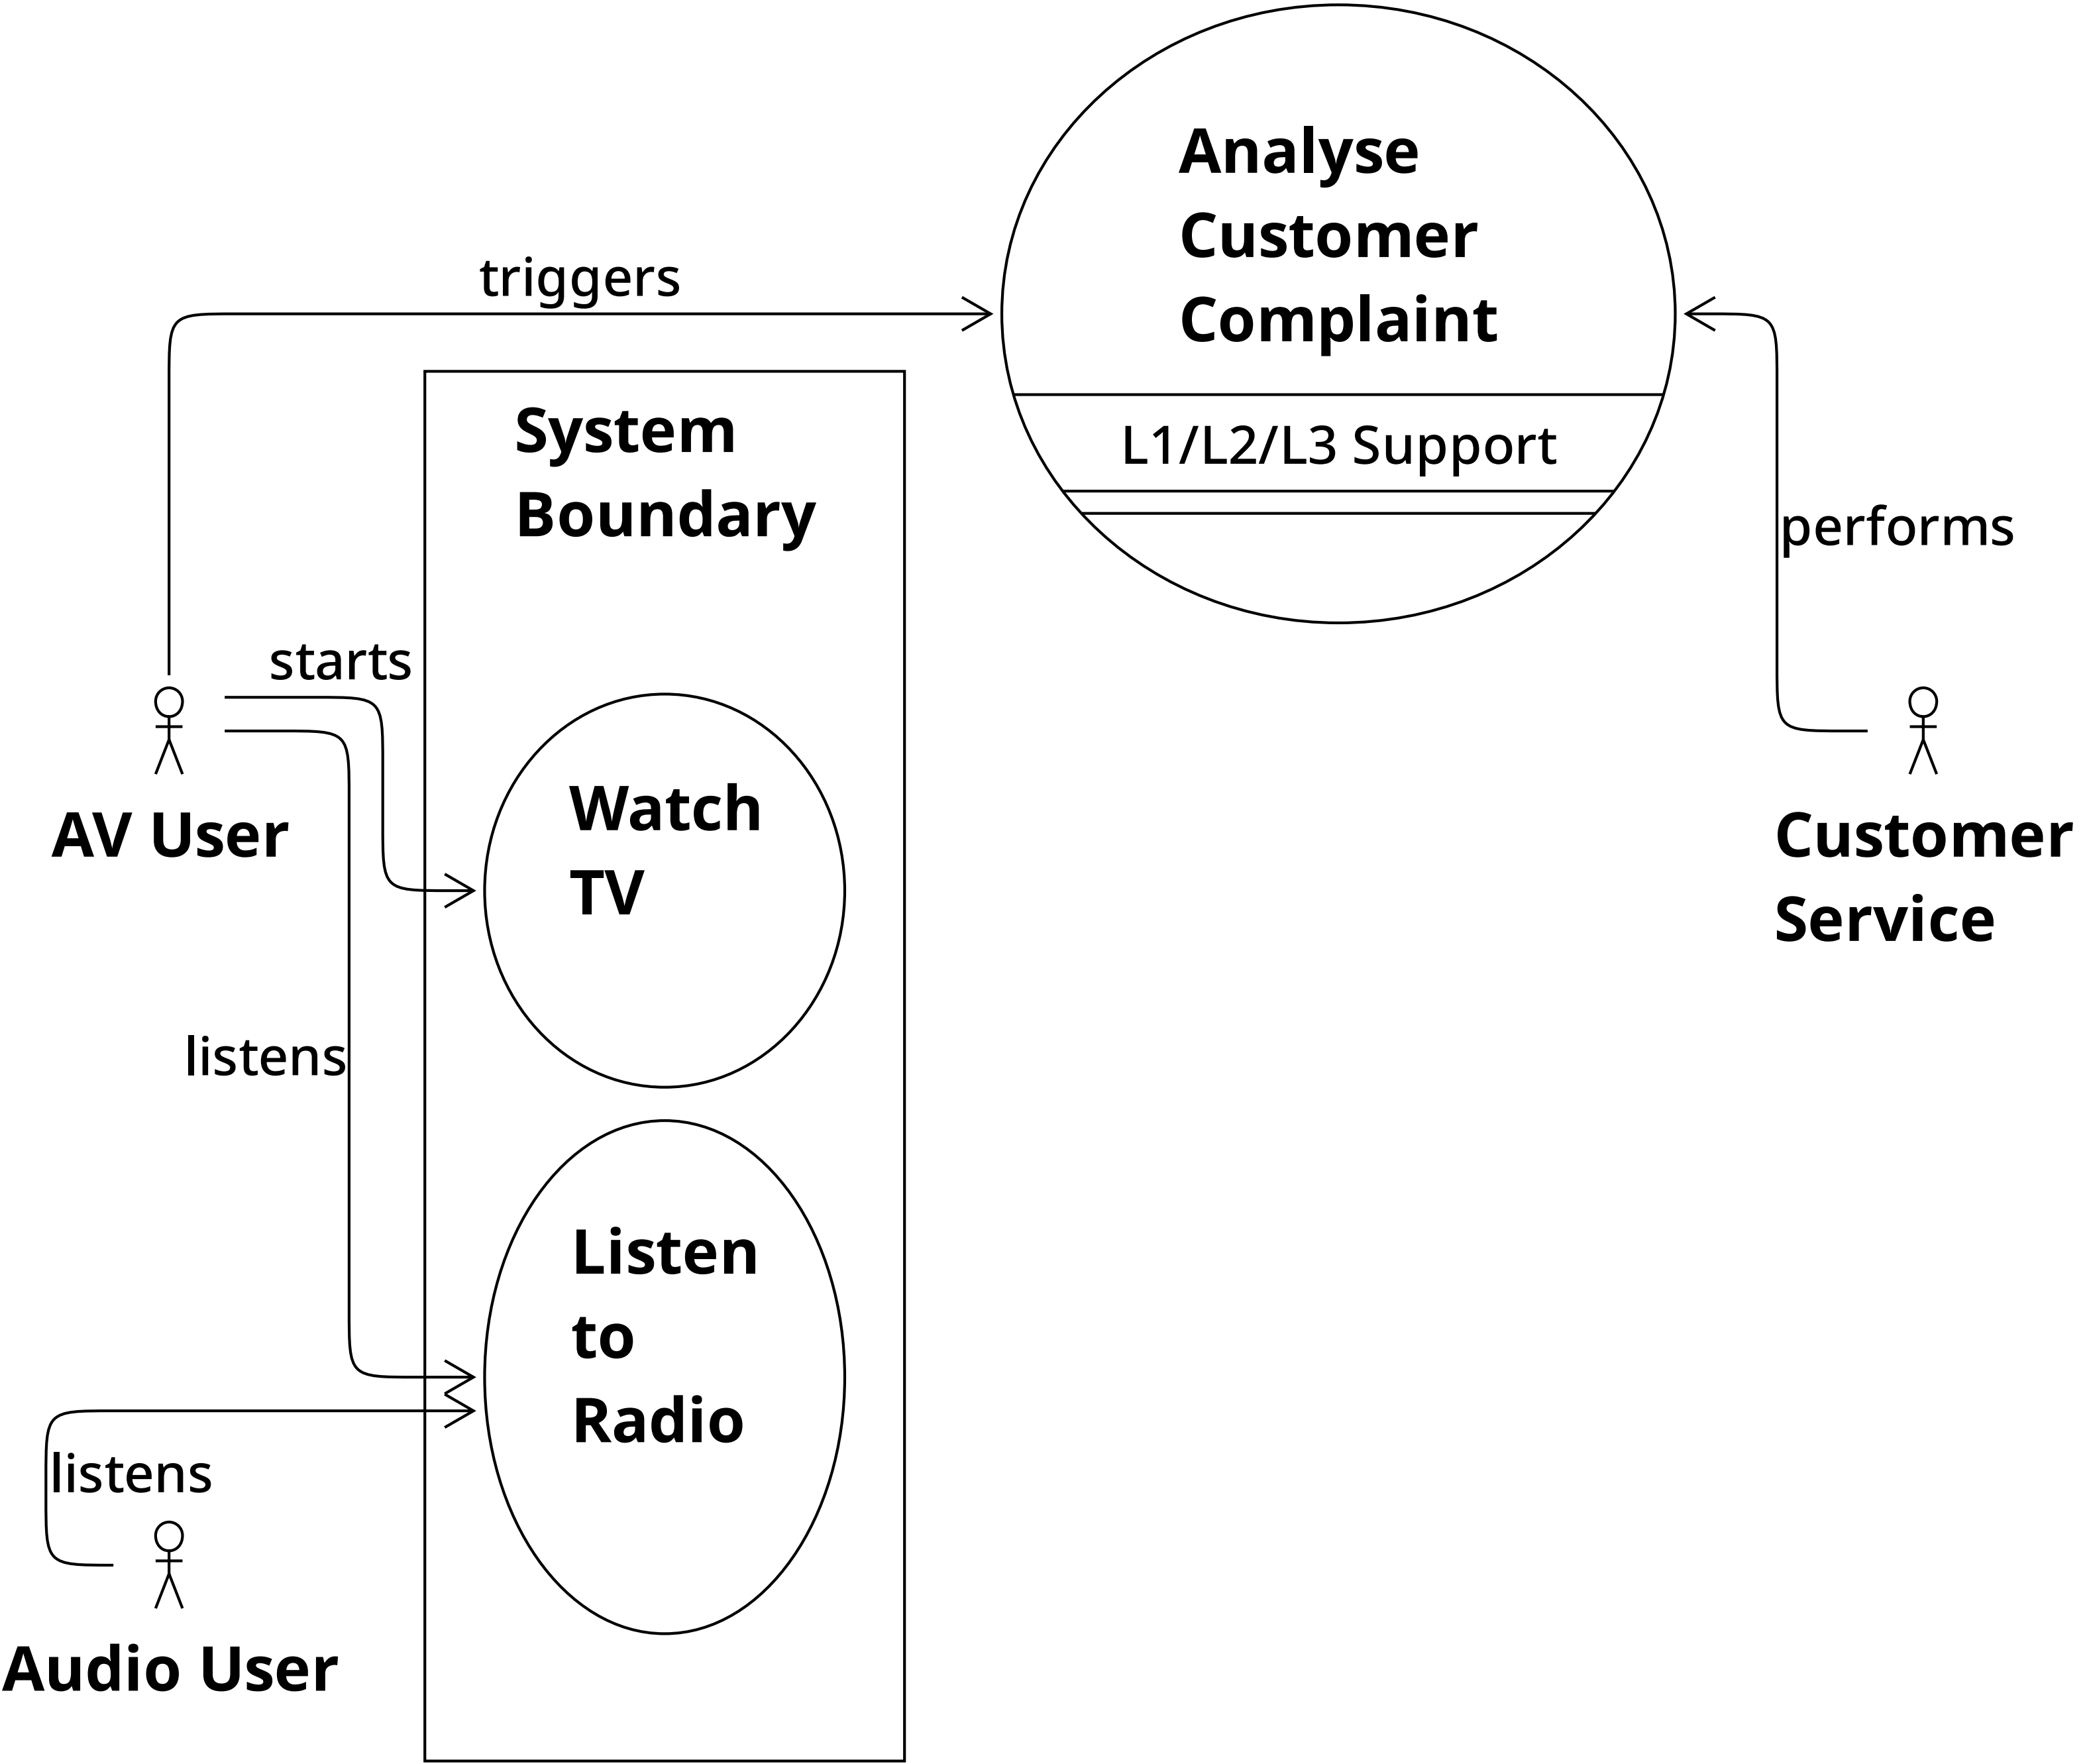 Analyse
Customer
Complaint
triggers
System
Boundary
L1/L2/L3 Support
performs
starts
Watch
TV
AV User
Customer
Service
listens
Listen
to
Radio
listens
Audio User